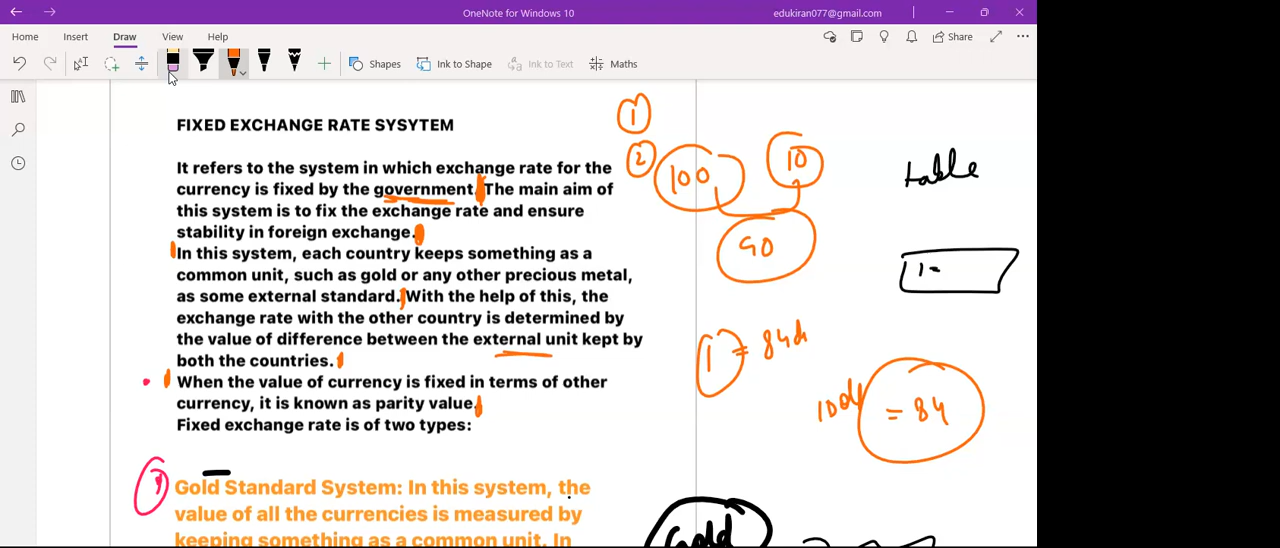 OneNote for Windows 10
edukiran077@gmail.com
Home Insert Draw View Help
Share
Shapes Ink to Shape Ink to Text Maths
FIXED EXCHANGE RATE SYSYTEM
It refers to the system in which exchange rate for the
currency is fixed by the government. The main aim of
this system is to fix the exchange rate and ensure
stability in foreign exchange.
In this system, each country keeps something as a
common unit, such as gold or any other precious metal,
as some external standard. With the help of this, the
exchange rate with the other country is determined by
the value of difference between the external unit kept by
both the countries.
When the value of currency is fixed in terms of other
currency, it is known as parity value.
Fixed exchange rate is of two types:
Gold Standard System: In this system, the
value of all the currencies is measured by
keeping something as a common unit. In
1
2 100 10
90
table
1-
1 = 84
= 84
Gold